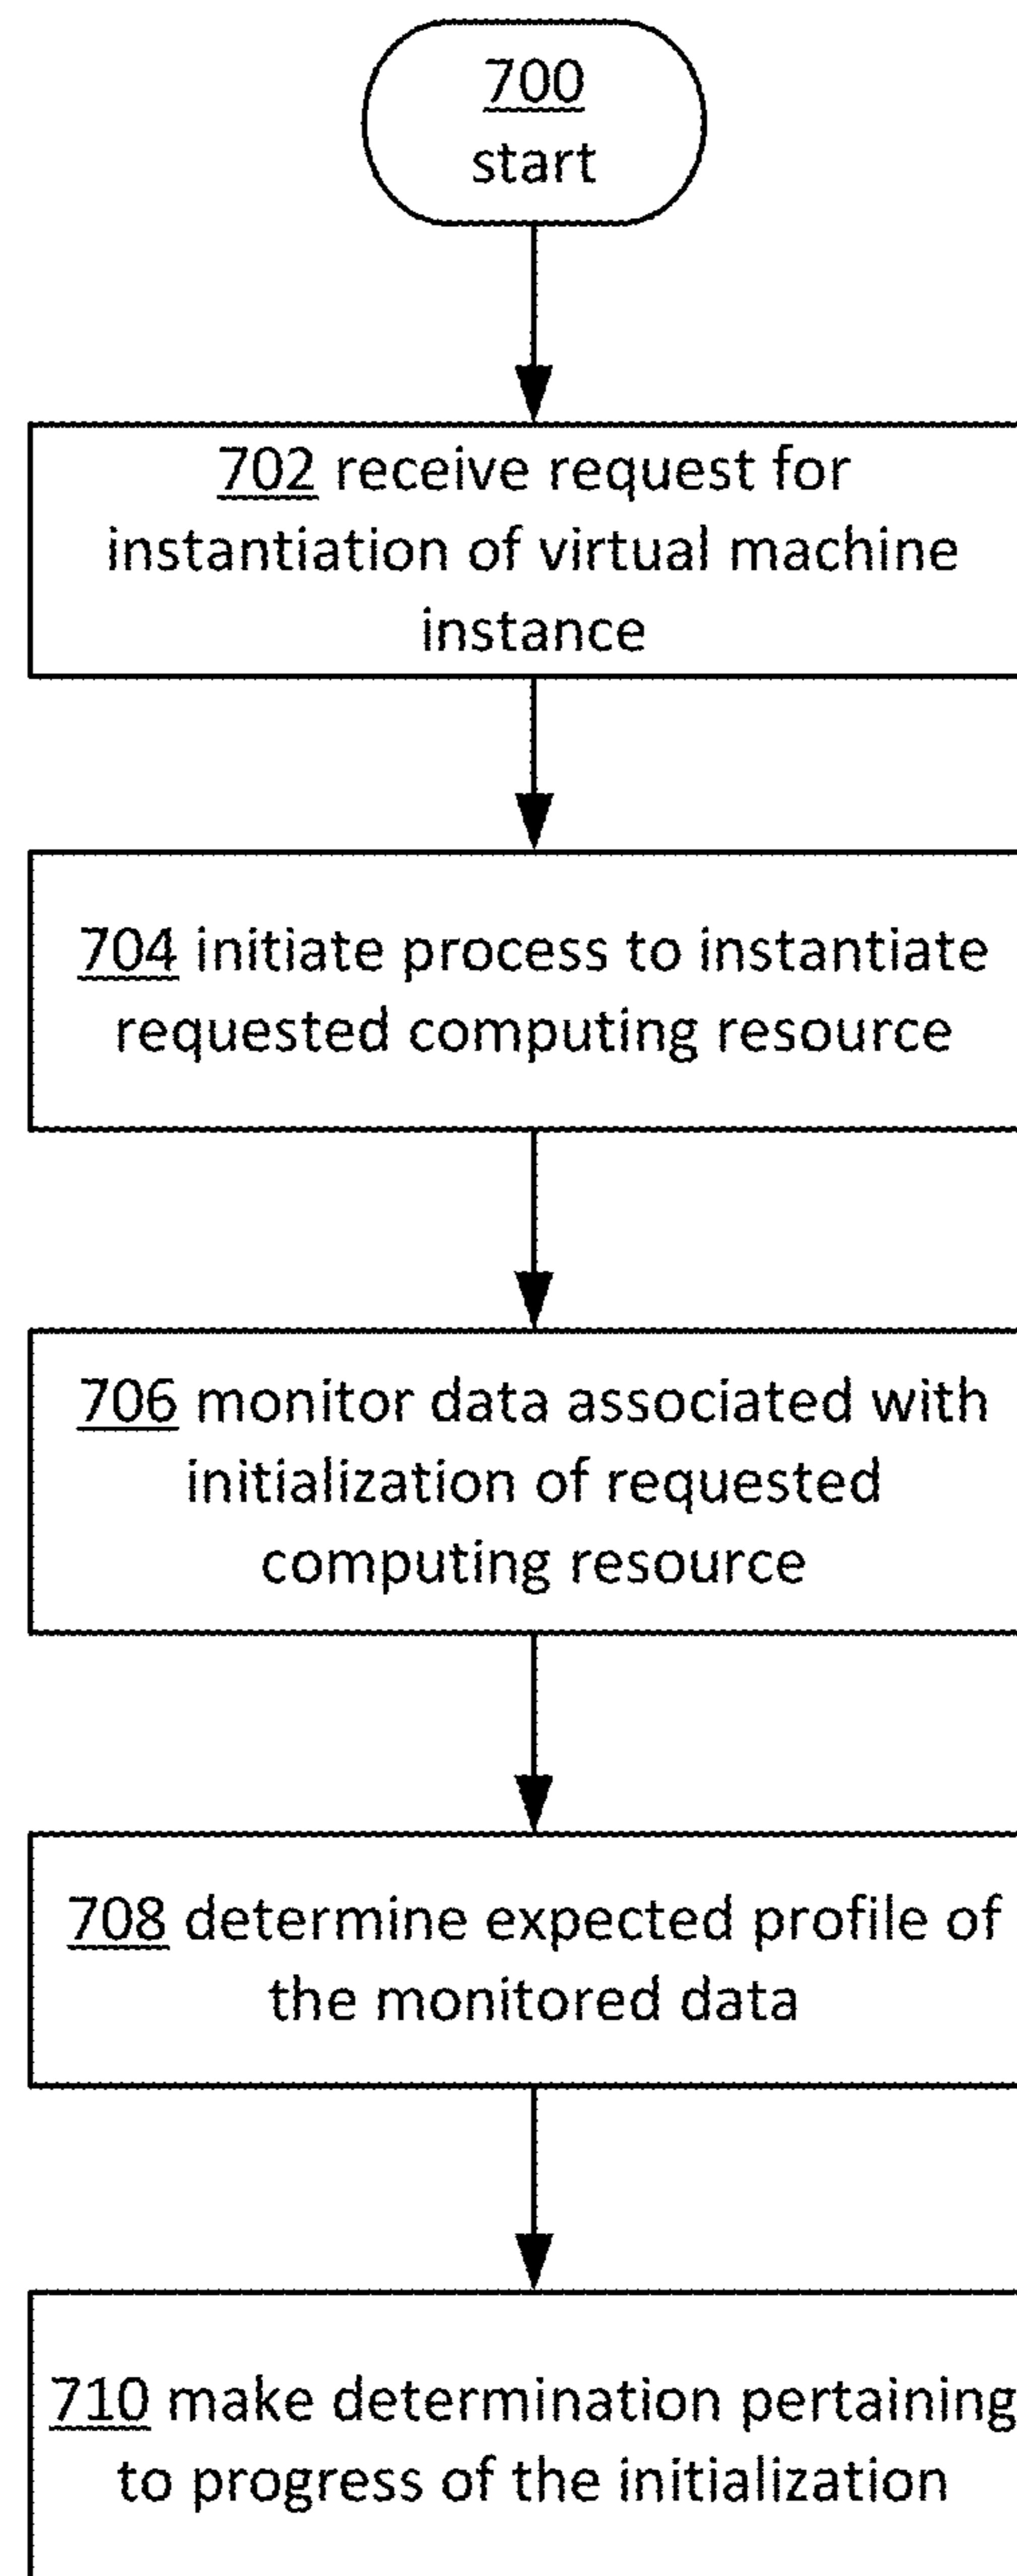 700
start
702 receive request for
instantiation of virtual machine
instance
704 initiate process to instantiate
requested computing resource
706 monitor data associated with
initialization of requested
computing resource
708 determine expected profile of
the monitored data
710 make determination pertaining
to progress of the initialization